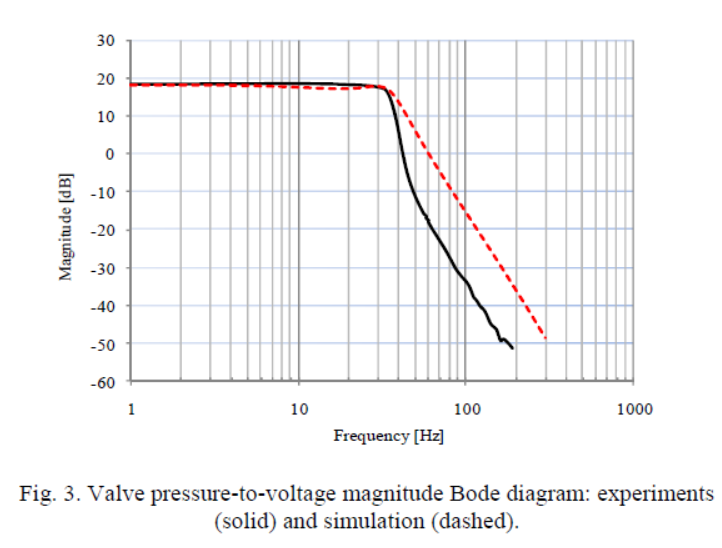 30
20
10
0
-10
-20
-30
-40
-50
-60
Magnitude [dB]
1 10 100 1000
Frequency [Hz]
Fig. 3. Valve pressure-to-voltage magnitude Bode diagram: experiments
(solid) and simulation (dashed).